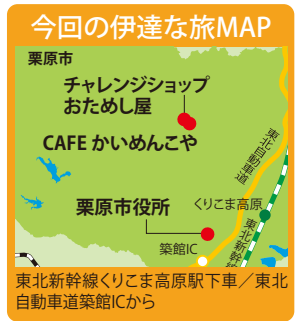 今回の伊達な旅MAP
栗原市
チャレンジショップ
おためし屋
CAFE かいめんこや
東北自動車道
くりこま高原
栗原市役所
築館IC
東北新幹線
東北新幹線くりこま高原駅下車／東北
自動車道築館ICから